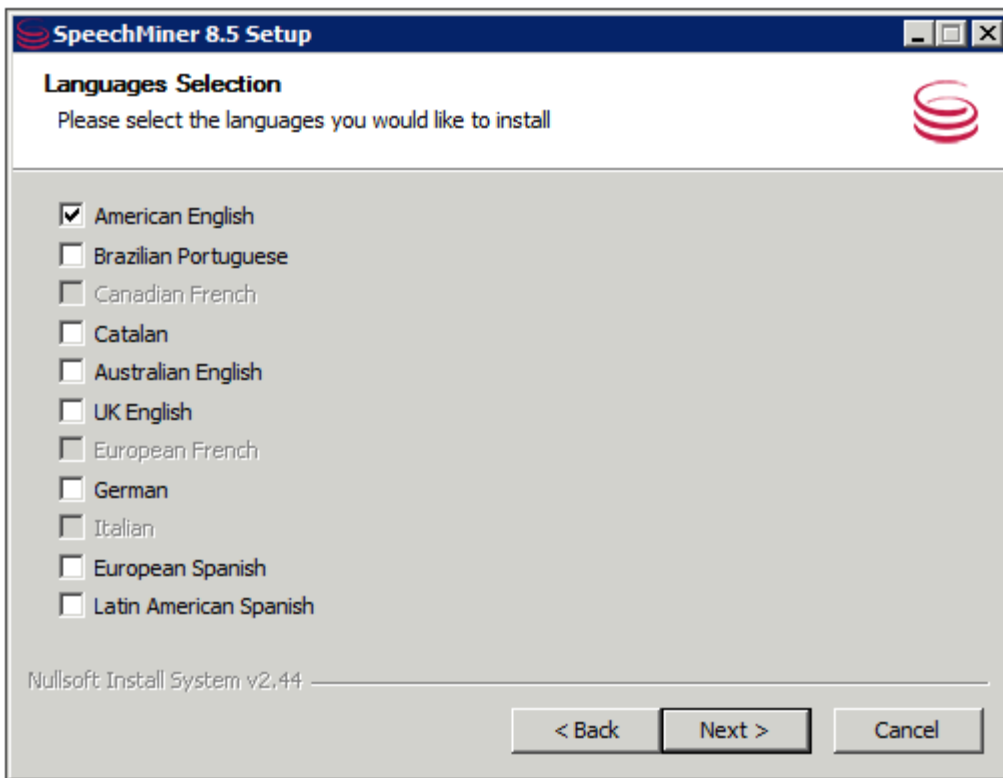 SpeechMiner 8.5 Setup
Languages Selection
Please select the languages you would like to install
American English
Brazilian Portuguese
Canadian French
Catalan
Australian English
UK English
European French
German
Italian
European Spanish
Latin American Spanish
Nullsoft Install System v2.44
< Back Next > Cancel